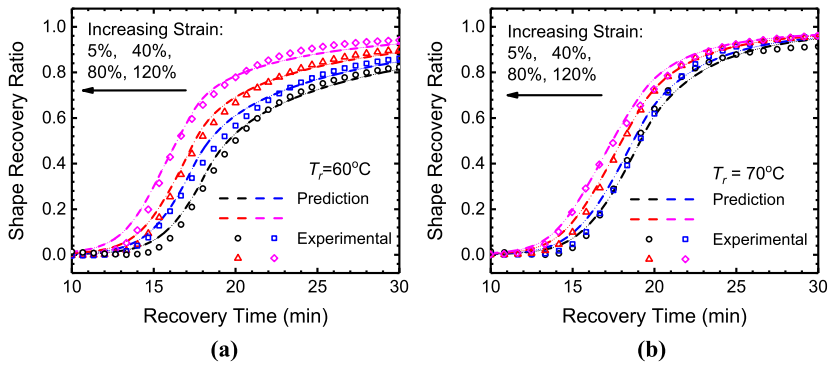 Increasing Strain:
5%, 40%,
80%, 120%
T_r=60°C
Prediction
Experimental
Shape Recovery Ratio
1.0
0.8
0.6
0.4
0.2
0.0
10 15 20 25 30
Recovery Time (min)
(a)
Increasing Strain:
5%, 40%,
80%, 120%
T_r = 70°C
Prediction
Experimental
Shape Recovery Ratio
1.0
0.8
0.6
0.4
0.2
0.0
10 15 20 25 30
Recovery Time (min)
(b)